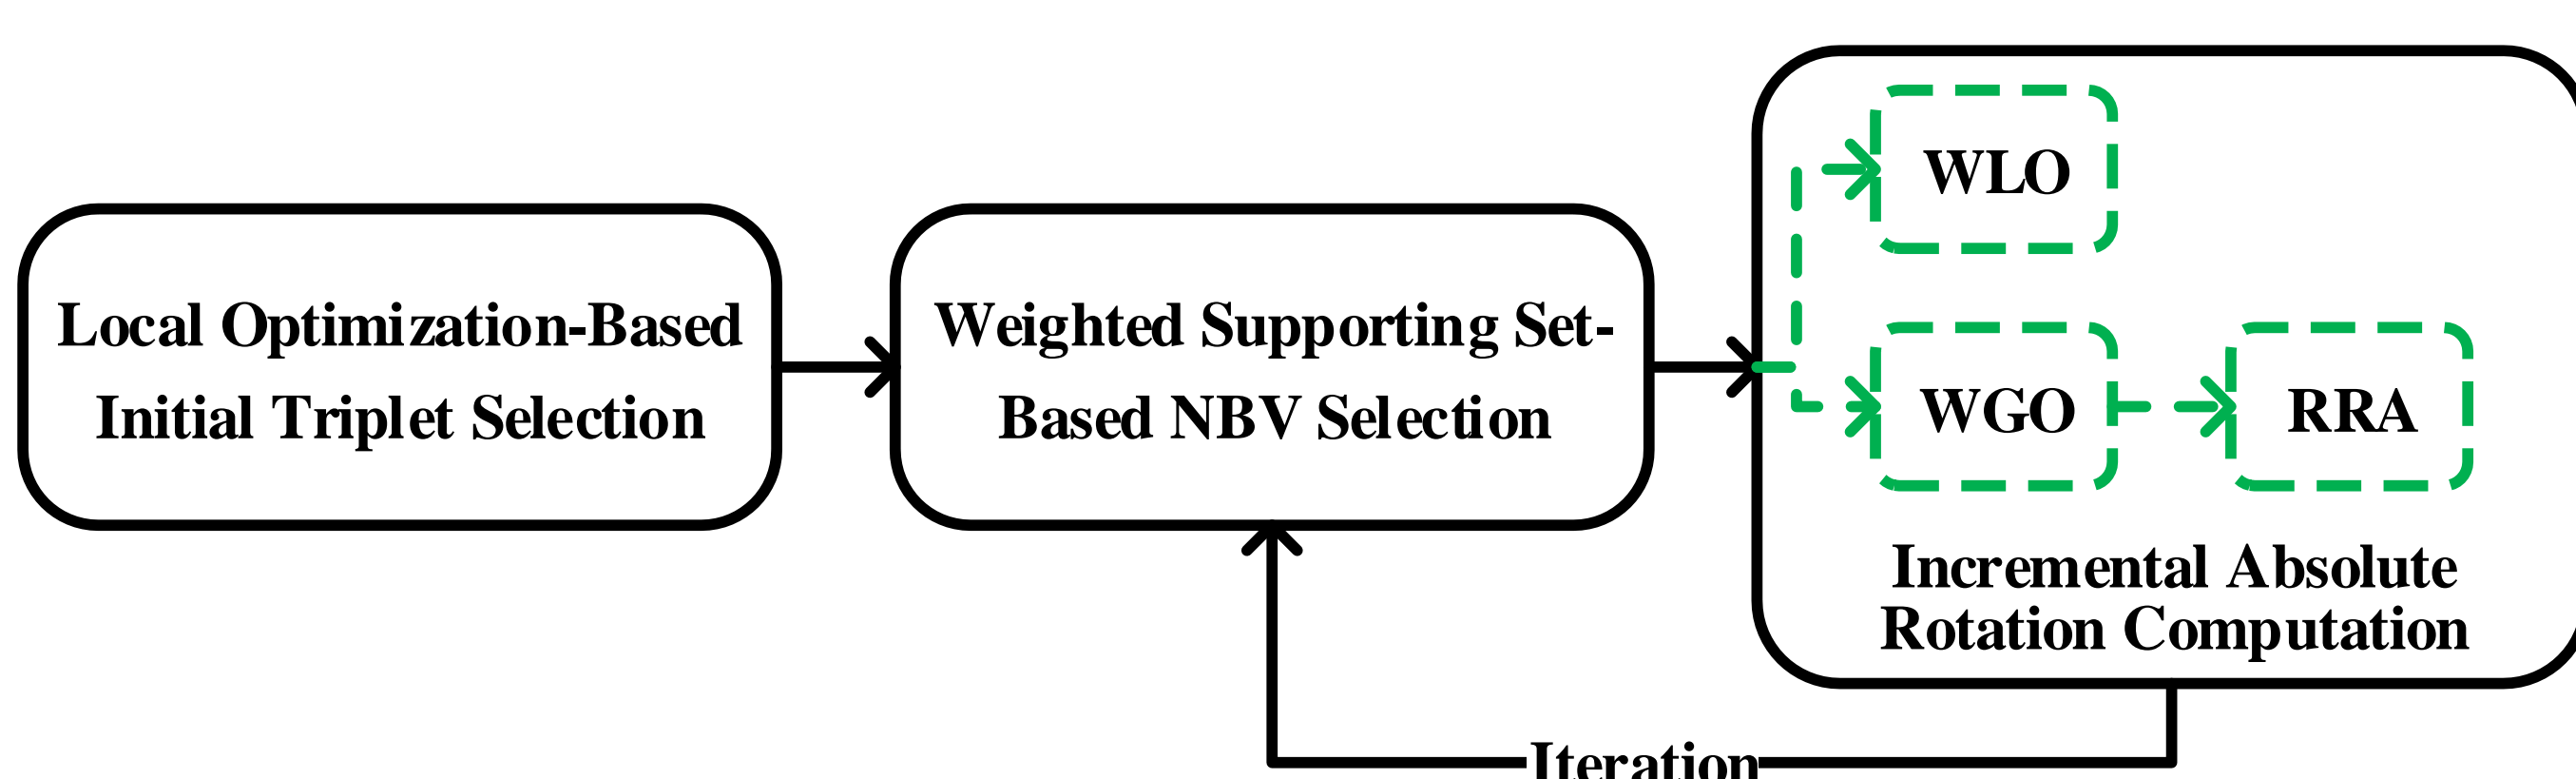 Local Optimization-Based
Initial Triplet Selection
Weighted Supporting Set-
Based NBV Selection
WLO
WGO
RRA
Incremental Absolute
Rotation Computation
Iteration